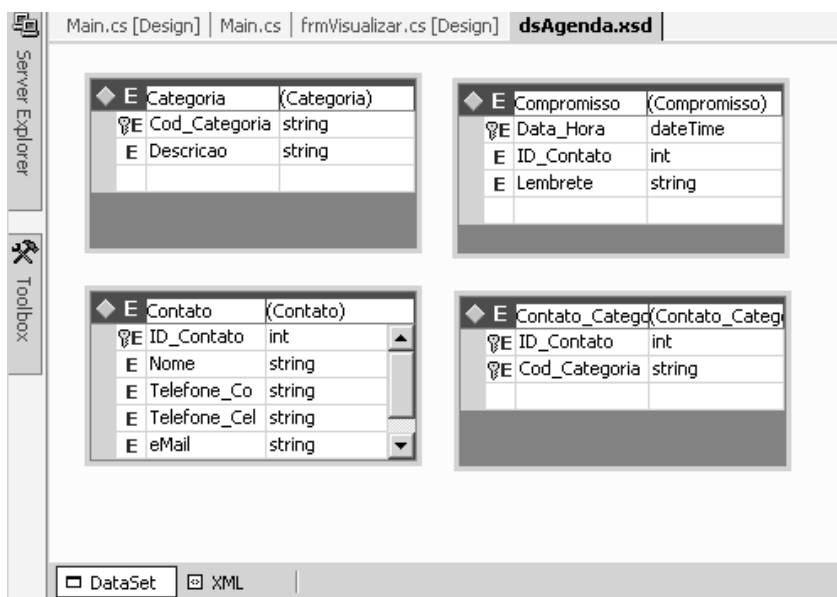 Main.cs [Design] | Main.cs | frmVisualizar.cs [Design] dsAgenda.xsd
Server Explorer
Toolbox
E Categoria (Categoria)
E Cod_Categoria string
E Descricao string
E Compromisso (Compromisso)
E Data_Hora dateTime
E ID_Contato int
E Lembrete string
E Contato (Contato)
E ID_Contato int
E Nome string
E Telefone_Co string
E Telefone_Cel string
E eMail string
E Contato_Catego (Contato_Catego
E ID_Contato int
E Cod_Categoria string
DataSet XML